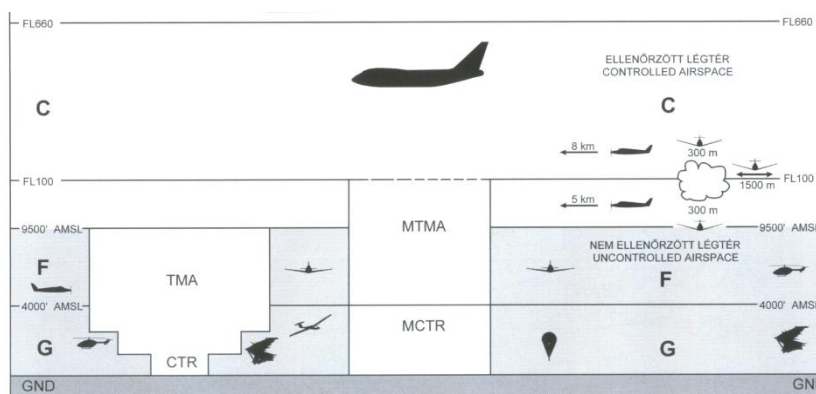 FL660
FL660
ELLENŐRZÖTT LÉGTÉR
CONTROLLED AIRSPACE
C
C
8 km
300 m
1500 m
FL100
FL100
5 km
300 m
9500' AMSL
9500' AMSL
MTMA
NEM ELLENŐRZÖTT LÉGTÉR
UNCONTROLLED AIRSPACE
F
TMA
F
4000' AMSL
4000' AMSL
G
CTR
MCTR
G
GND
GN